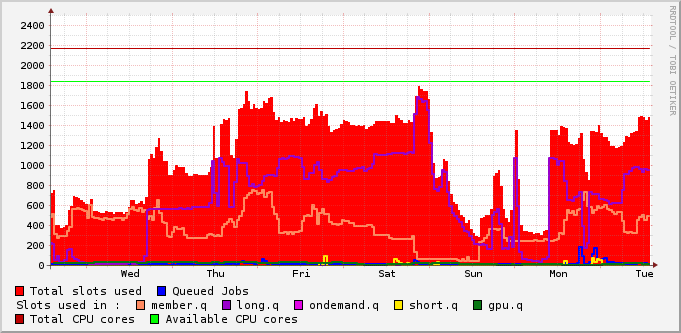 RRDTOOL / TOBI OETIKER
2400
2200
2000
1800
1600
1400
1200
1000
800
600
400
200
0
Wed Thu Fri Sat Sun Mon Tue
Total slots used Queued Jobs
Slots used in : member.q long.q ondemand.q short.q gpu.q
Total CPU cores Available CPU cores